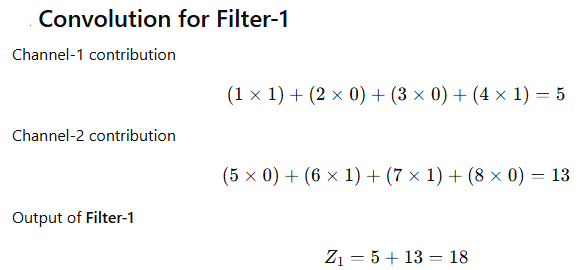 Convolution for Filter-1
Channel-1 contribution
(1 × 1) + (2 × 0) + (3 × 0) + (4 × 1) = 5
Channel-2 contribution
(5 × 0) + (6 × 1) + (7 × 1) + (8 × 0) = 13
Output of Filter-1
Z₁ = 5 + 13 = 18